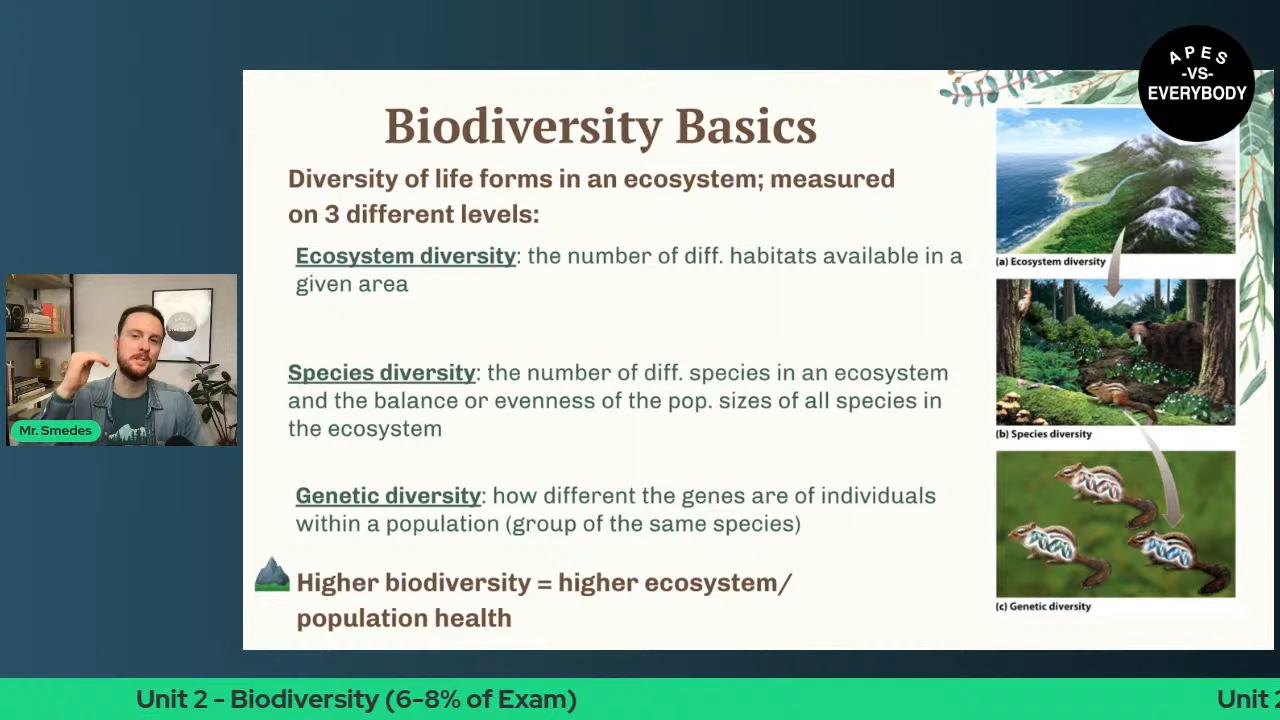 APES
-VS-
EVERYBODY
Biodiversity Basics
Diversity of life forms in an ecosystem; measured
on 3 different levels:
Ecosystem diversity: the number of diff. habitats available in a
given area
(a) Ecosystem diversity
Species diversity: the number of diff. species in an ecosystem
and the balance or evenness of the pop. sizes of all species in
the ecosystem
(b) Species diversity
Genetic diversity: how different the genes are of individuals
within a population (group of the same species)
Higher biodiversity = higher ecosystem/
population health
(c) Genetic diversity
Mr. Smedes
Unit 2 - Biodiversity (6-8% of Exam)
Unit 2